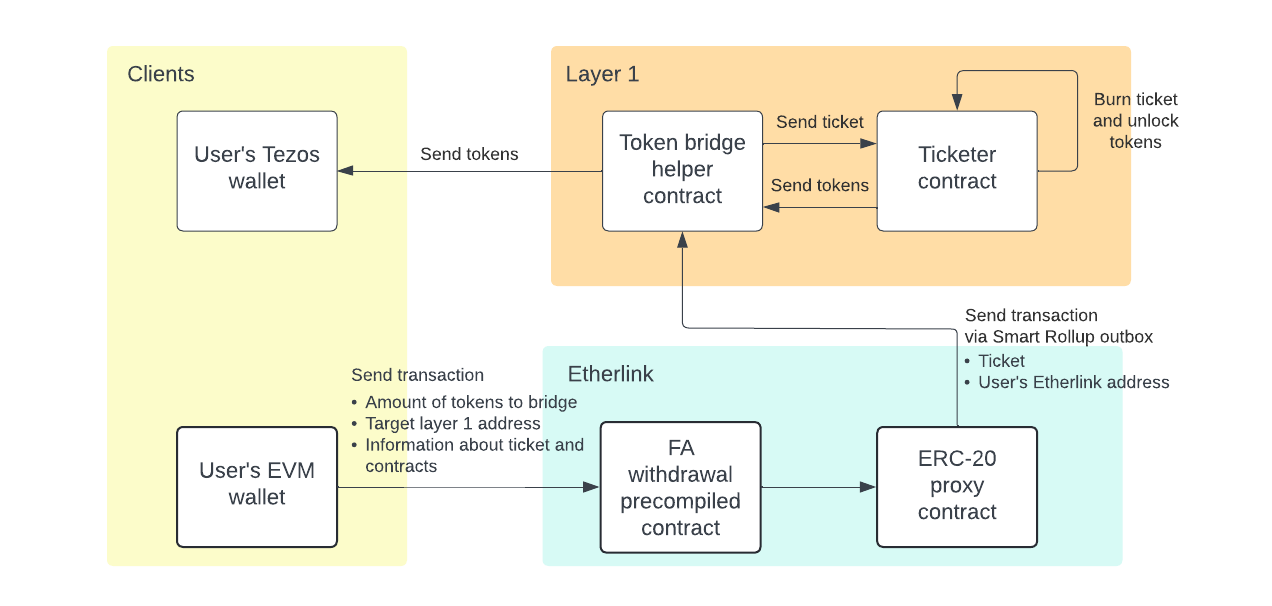 Clients
Layer 1
User's Tezos
wallet
Send tokens
Token bridge
helper
contract
Send ticket
Send tokens
Ticketer
contract
Burn ticket
and unlock
tokens
Send transaction
via Smart Rollup outbox
• Ticket
• User's Etherlink address
Send transaction
• Amount of tokens to bridge
• Target layer 1 address
• Information about ticket and
contracts
Etherlink
User's EVM
wallet
FA
withdrawal
precompiled
contract
ERC-20
proxy
contract